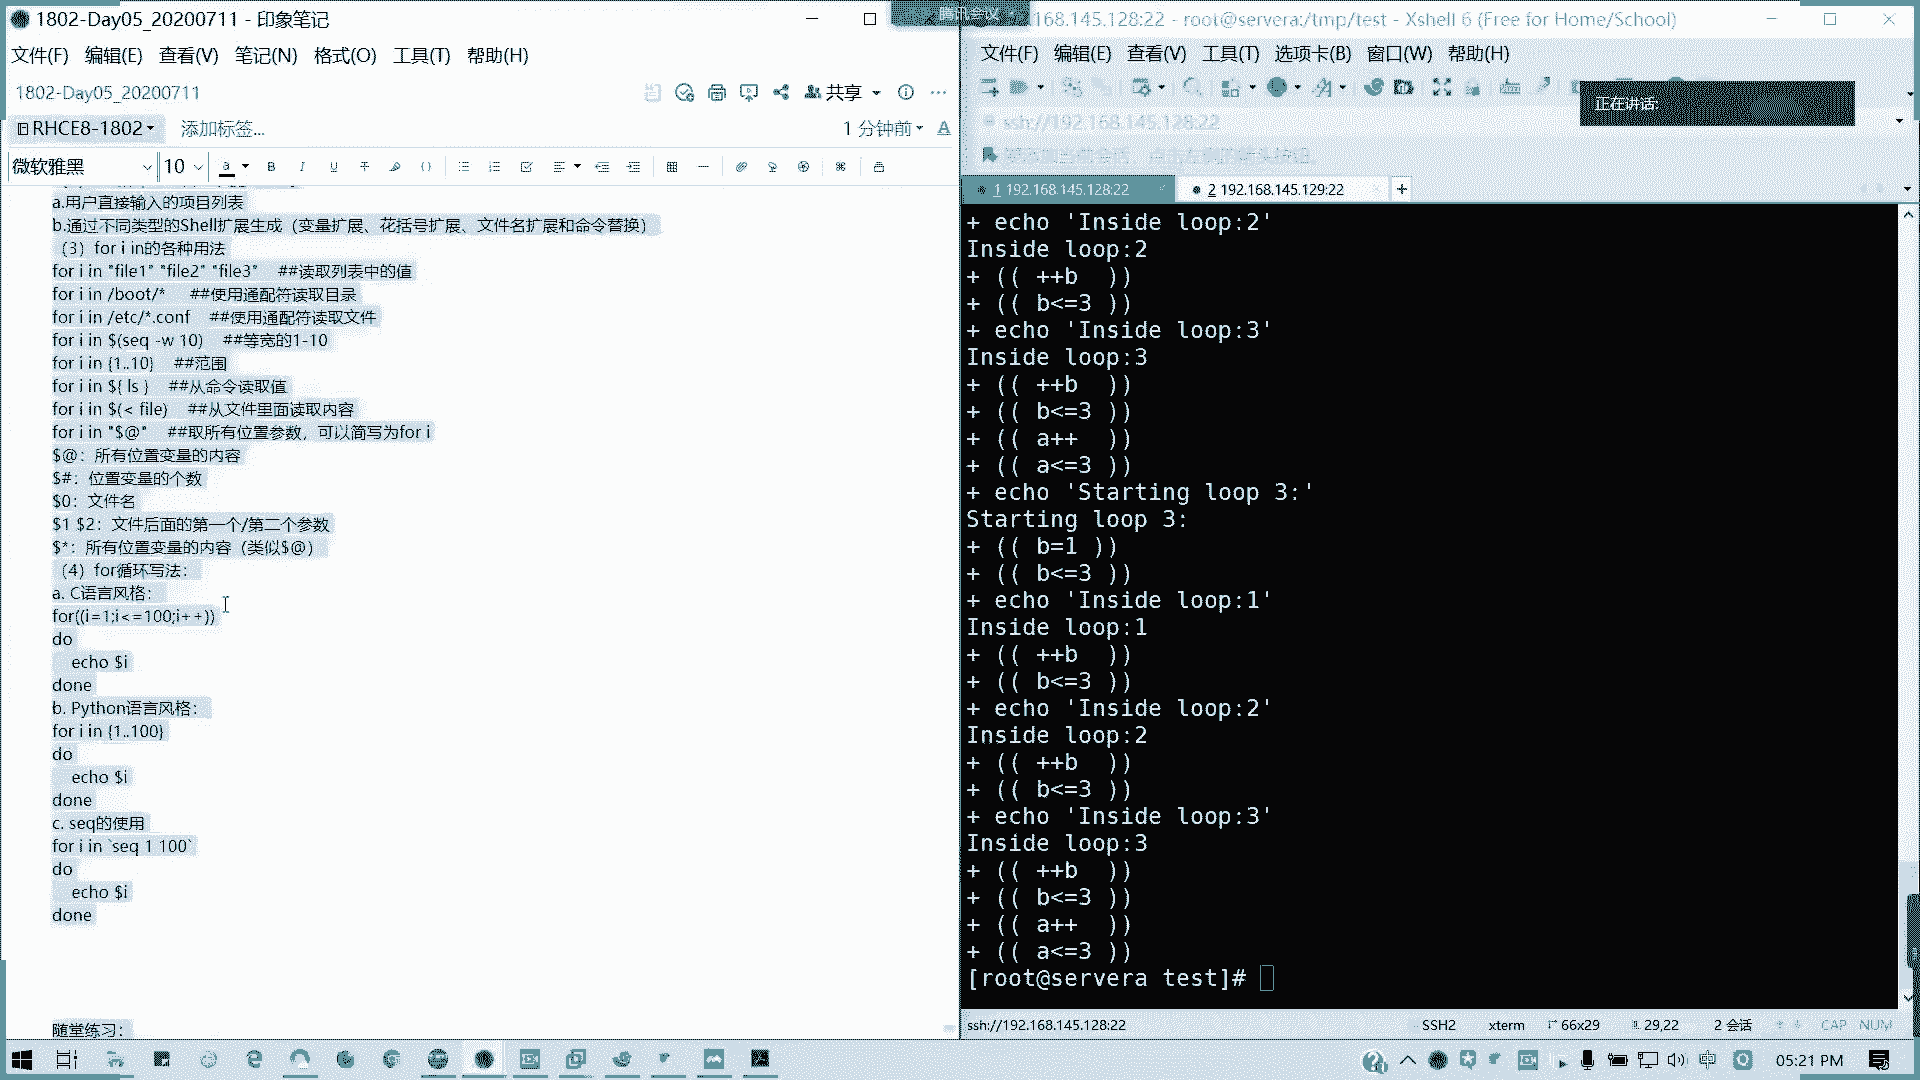 1802-Day05_20200711 - 印象笔记
文件(F) 编辑(E) 查看(V) 笔记(N) 格式(O) 工具(T) 帮助(H)
1802-Day05_20200711
共享
RHCE8-1802
添加标签...
1 分钟前
微软雅黑
10
a.用户直接输入的项目列表
b.通过不同类型的Shell扩展生成（变量扩展、花括号扩展、文件名扩展和命令替换）
（3）for i in的各种用法
for i in "file1" "file2" "file3" ##读取列表中的值
for i in /boot/* ##使用通配符读取目录
for i in /etc/*.conf ##使用通配符读取文件
for i in $(seq -w 10) ##等宽的1-10
for i in {1..10} ##范围
for i in $( ls ) ##从命令读取值
for i in $(< file) ##从文件里面读取内容
for i in "$@" ##取所有位置参数，可以简写为for i
$@：所有位置变量的内容
$#：位置变量的个数
$0：文件名
$1 $2：文件后面的第一个/第二个参数
$*：所有位置变量的内容（类似$@）
（4）for循环写法：
a. C语言风格：
for((i=1;i<=100;i++))
do
echo $i
done
b. Python语言风格：
for i in {1..100}
do
echo $i
done
c. seq的使用
for i in `seq 1 100`
do
echo $i
done
随堂练习：
腾讯会议
168.145.128:22 - root@servera:/tmp/test - Xshell 6 (Free for Home/School)
文件(F) 编辑(E) 查看(V) 工具(T) 选项卡(B) 窗口(W) 帮助(H)
正在讲话:
ssh://192.168.145.128:22
1 192.168.145.128:22
2 192.168.145.129:22
+ echo 'Inside loop:2'
Inside loop:2
+ (( ++b ))
+ (( b<=3 ))
+ echo 'Inside loop:3'
Inside loop:3
+ (( ++b ))
+ (( b<=3 ))
+ (( a++ ))
+ (( a<=3 ))
+ echo 'Starting loop 3:'
Starting loop 3:
+ (( b=1 ))
+ (( b<=3 ))
+ echo 'Inside loop:1'
Inside loop:1
+ (( ++b ))
+ (( b<=3 ))
+ echo 'Inside loop:2'
Inside loop:2
+ (( ++b ))
+ (( b<=3 ))
+ echo 'Inside loop:3'
Inside loop:3
+ (( ++b ))
+ (( b<=3 ))
+ (( a++ ))
+ (( a<=3 ))
[root@servera test]#
ssh://192.168.145.128:22
SSH2
xterm
66x29
29,22
2 会话
CAP NUM
中
05:21 PM